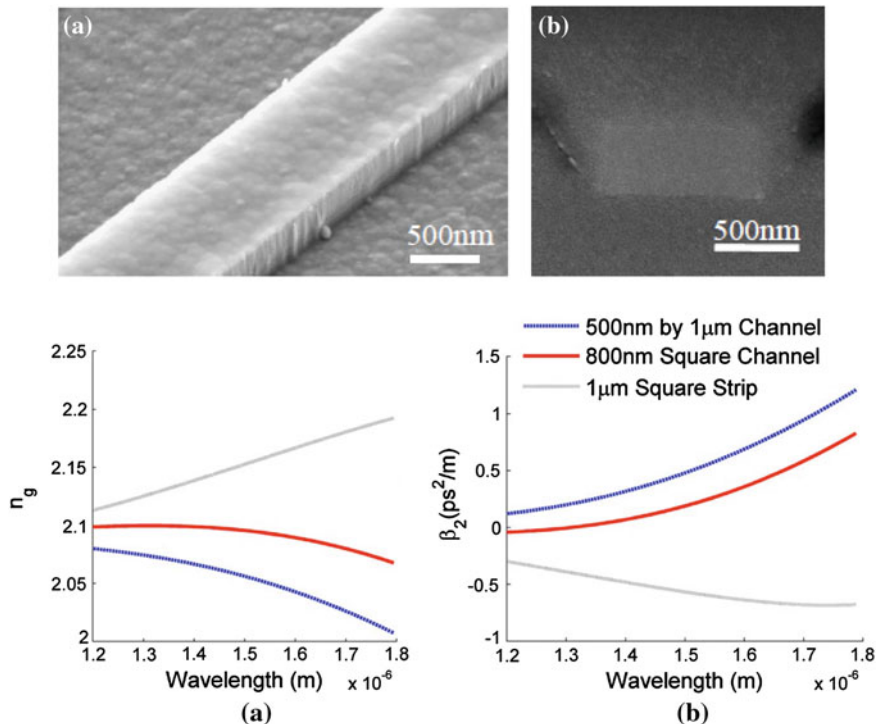 (a)
500nm
(b)
500nm
2.25
2.2
2.15
2.1
2.05
2
n_g
1.2 1.3 1.4 1.5 1.6 1.7 1.8
Wavelength (m) x 10⁻⁶
(a)
500nm by 1μm Channel
800nm Square Channel
1μm Square Strip
1.5
1
0.5
0
-0.5
-1
β₂(ps²/m)
1.2 1.3 1.4 1.5 1.6 1.7 1.8
Wavelength (m) x 10⁻⁶
(b)